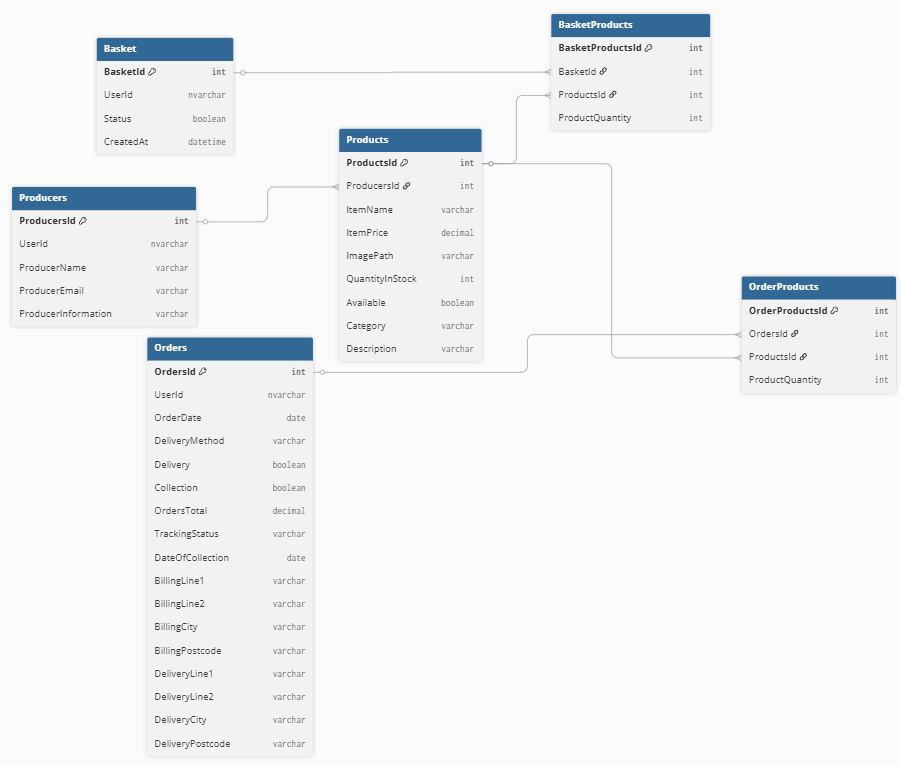 Basket
BasketId int
UserId nvarchar
Status boolean
CreatedAt datetime
BasketProducts
BasketProductsId int
BasketId int
ProductsId int
ProductQuantity int
Products
ProductsId int
ProducersId int
ItemName varchar
ItemPrice decimal
ImagePath varchar
QuantityInStock int
Available boolean
Category varchar
Description varchar
Producers
ProducersId int
UserId nvarchar
ProducerName varchar
ProducerEmail varchar
ProducerInformation varchar
OrderProducts
OrderProductsId int
OrdersId int
ProductsId int
ProductQuantity int
Orders
OrdersId int
UserId nvarchar
OrderDate date
DeliveryMethod varchar
Delivery boolean
Collection boolean
OrdersTotal decimal
TrackingStatus varchar
DateOfCollection date
BillingLine1 varchar
BillingLine2 varchar
BillingCity varchar
BillingPostcode varchar
DeliveryLine1 varchar
DeliveryLine2 varchar
DeliveryCity varchar
DeliveryPostcode varchar